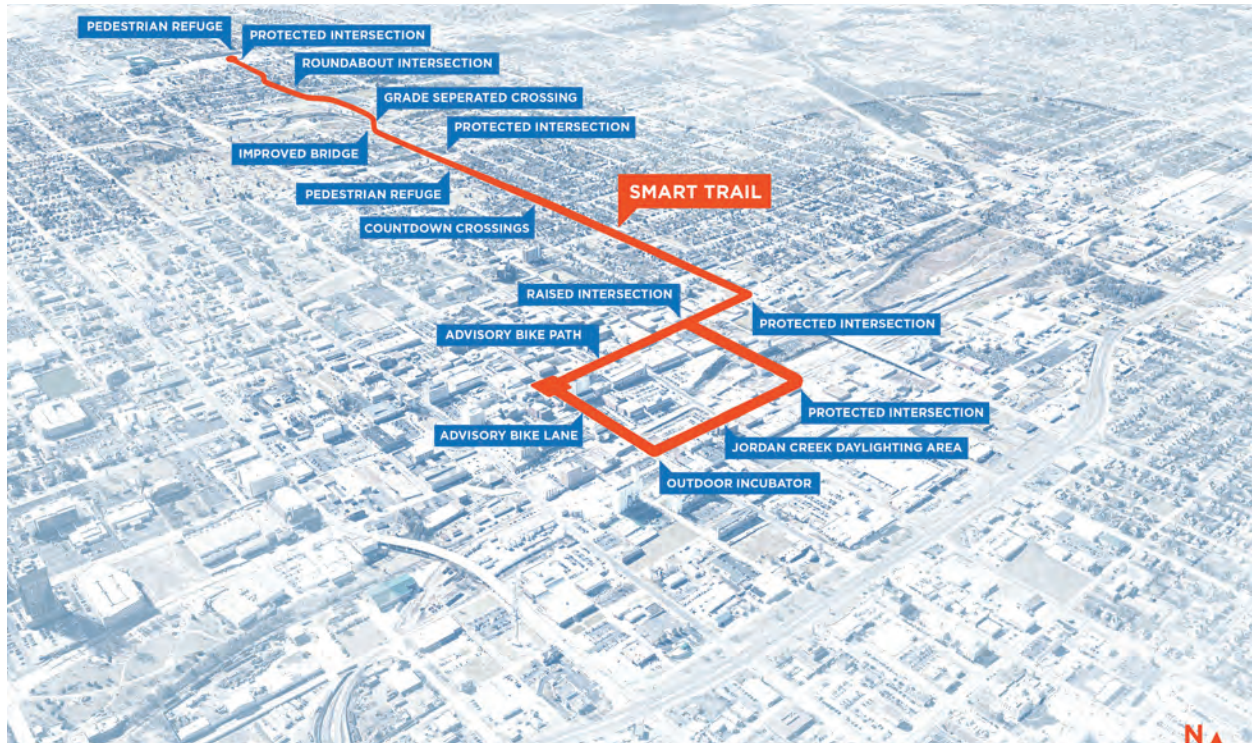 PEDESTRIAN REFUGE
PROTECTED INTERSECTION
ROUNDABOUT INTERSECTION
GRADE SEPERATED CROSSING
PROTECTED INTERSECTION
IMPROVED BRIDGE
PEDESTRIAN REFUGE
SMART TRAIL
COUNTDOWN CROSSINGS
RAISED INTERSECTION
PROTECTED INTERSECTION
ADVISORY BIKE PATH
PROTECTED INTERSECTION
ADVISORY BIKE LANE
JORDAN CREEK DAYLIGHTING AREA
OUTDOOR INCUBATOR
N